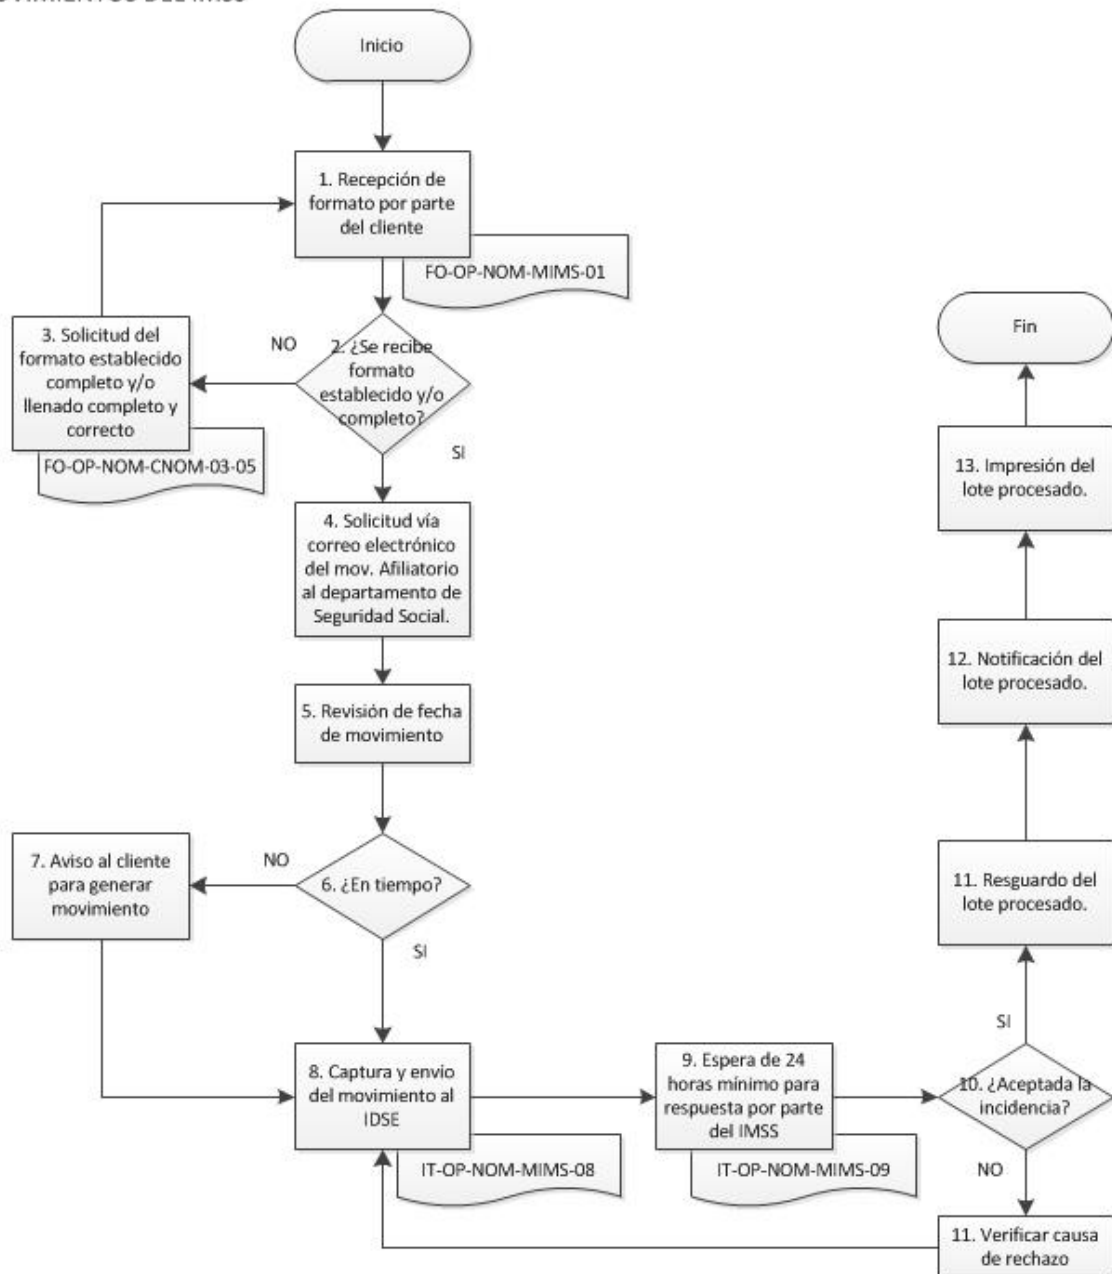 Inicio
1. Recepción de
formato por parte
del cliente
FO-OP-NOM-MIMS-01
2. ¿Se recibe
formato
establecido y/o
completo?
NO
SI
3. Solicitud del
formato establecido
completo y/o
llenado completo y
correcto
FO-OP-NOM-CNOM-03-05
4. Solicitud vía
correo electrónico
del mov. Afiliatorio
al departamento de
Seguridad Social.
5. Revisión de fecha
de movimiento
6. ¿En tiempo?
NO
SI
7. Aviso al cliente
para generar
movimiento
8. Captura y envio
del movimiento al
IDSE
IT-OP-NOM-MIMS-08
9. Espera de 24
horas mínimo para
respuesta por parte
del IMSS
IT-OP-NOM-MIMS-09
10. ¿Aceptada la
incidencia?
SI
NO
11. Verificar causa
de rechazo
11. Resguardo del
lote procesado.
12. Notificación del
lote procesado.
13. Impresión del
lote procesado.
Fin